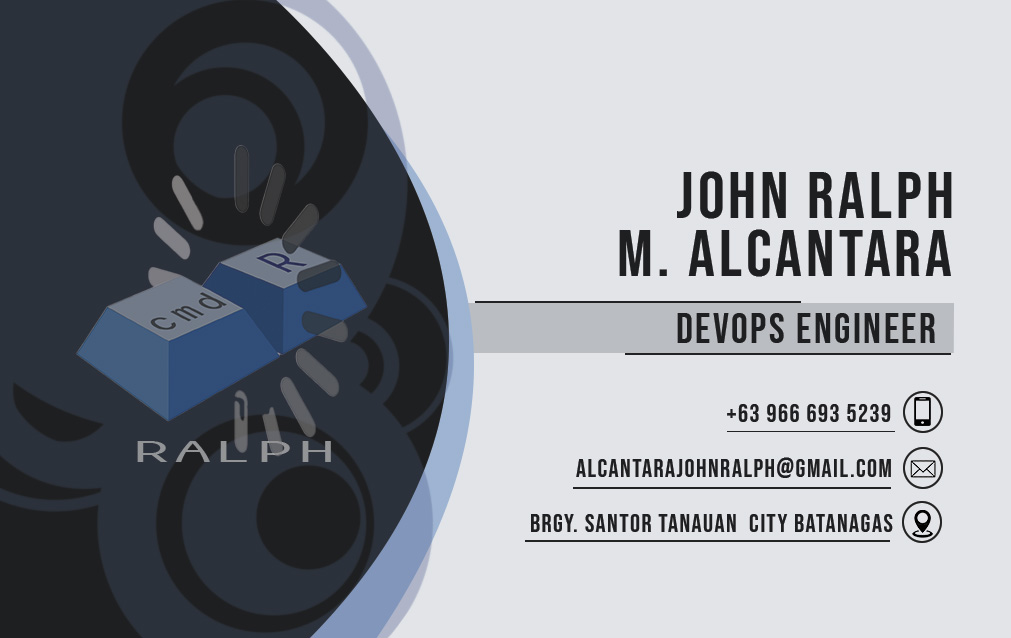 cmd
R
RALPH
JOHN RALPH
M. ALCANTARA
DEVOPS ENGINEER
+63 966 693 5239
ALCANTARAJOHNRALPH@GMAIL.COM
BRGY. SANTOR TANAUAN CITY BATANAGAS